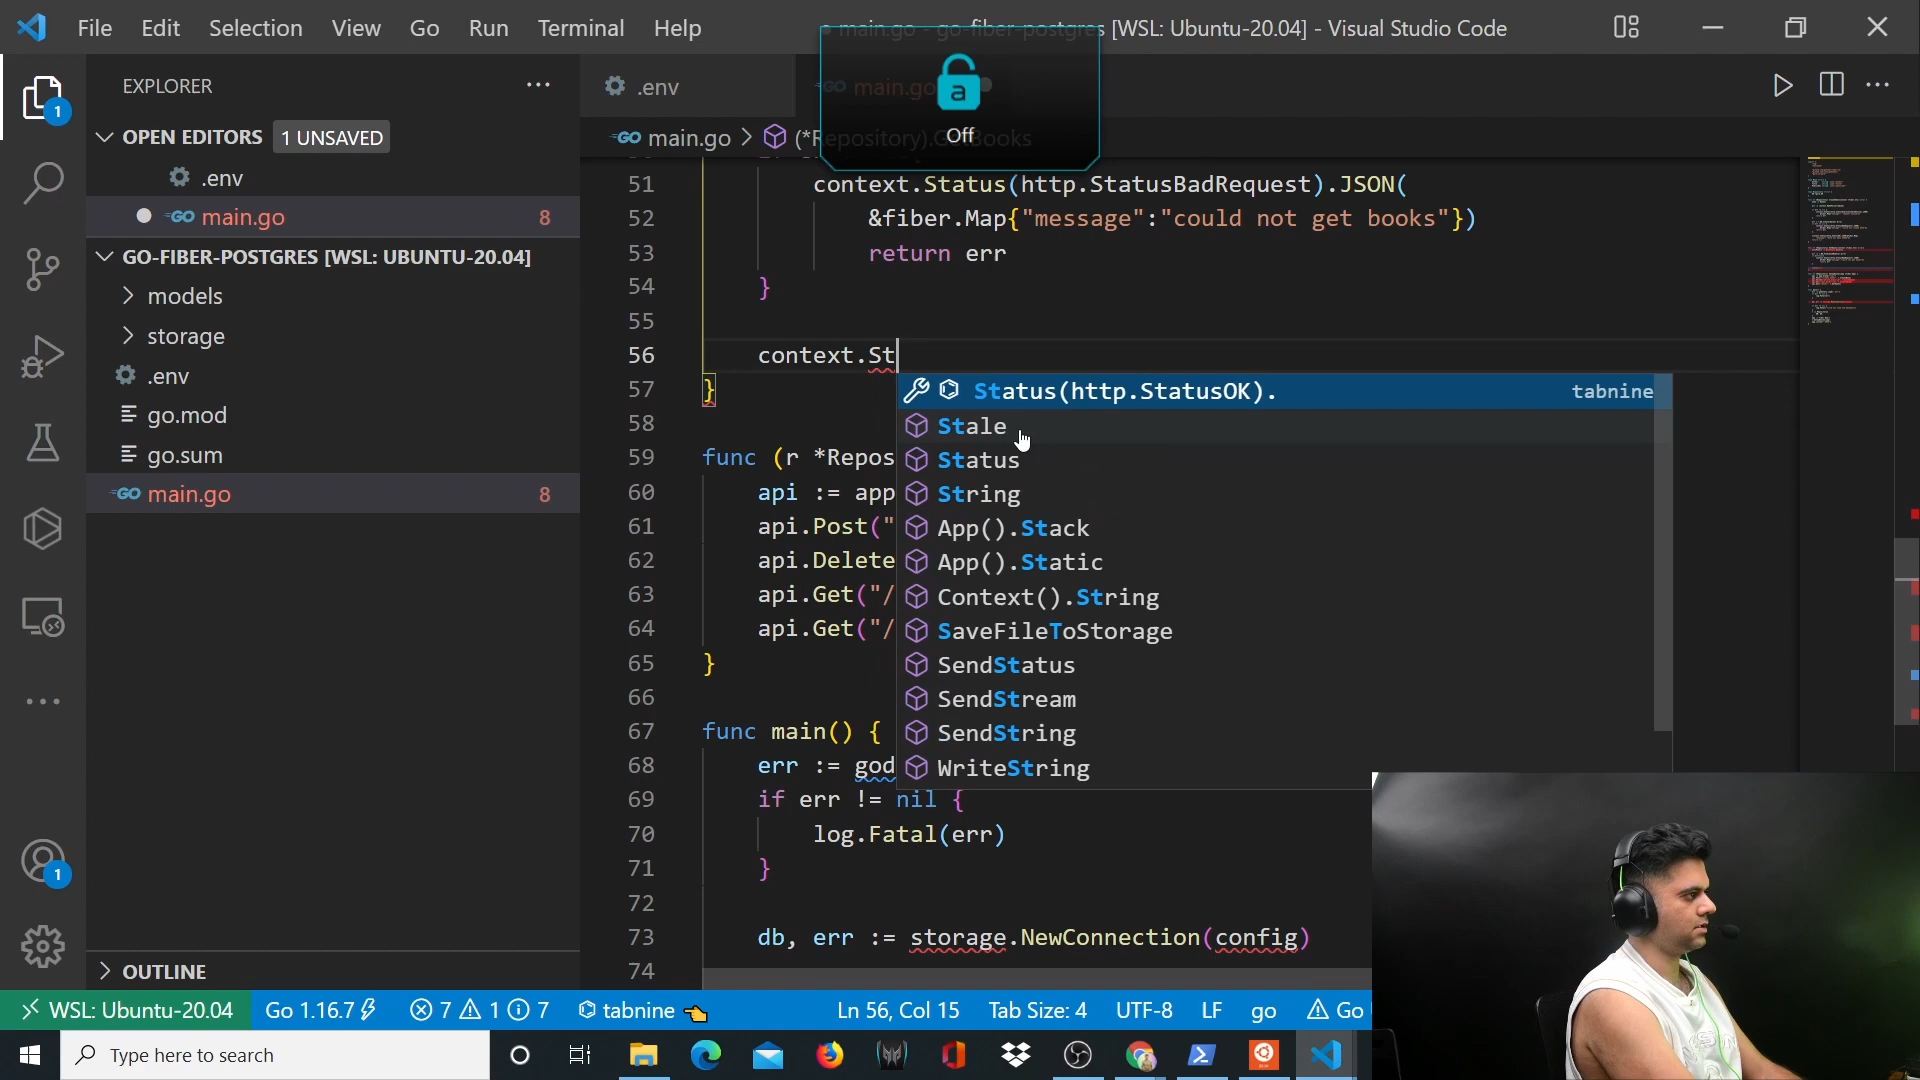 File Edit Selection View Go Run Terminal Help
main.go - go-fiber-postgres [WSL: Ubuntu-20.04] - Visual Studio Code
a
Off
EXPLORER
OPEN EDITORS 1 UNSAVED
.env
main.go 8
GO-FIBER-POSTGRES [WSL: UBUNTU-20.04]
models
storage
.env
go.mod
go.sum
main.go 8
OUTLINE
1
1
.env
main.go
main.go > (*Repository).GetBooks
51 context.Status(http.StatusBadRequest).JSON(
52 &fiber.Map{"message":"could not get books"})
53 return err
54 }
55
56 context.St
57 }
58
59 func (r *Repos
60 api := app
61 api.Post("
62 api.Delete
63 api.Get("/
64 api.Get("/
65 }
66
67 func main() {
68 err := god
69 if err != nil {
70 log.Fatal(err)
71 }
72
73 db, err := storage.NewConnection(config)
74
Status(http.StatusOK). tabnine
Stale
Status
String
App().Stack
App().Static
Context().String
SaveFileToStorage
SendStatus
SendStream
SendString
WriteString
WSL: Ubuntu-20.04 Go 1.16.7 7 1 7 tabnine Ln 56, Col 15 Tab Size: 4 UTF-8 LF go Go
Type here to search